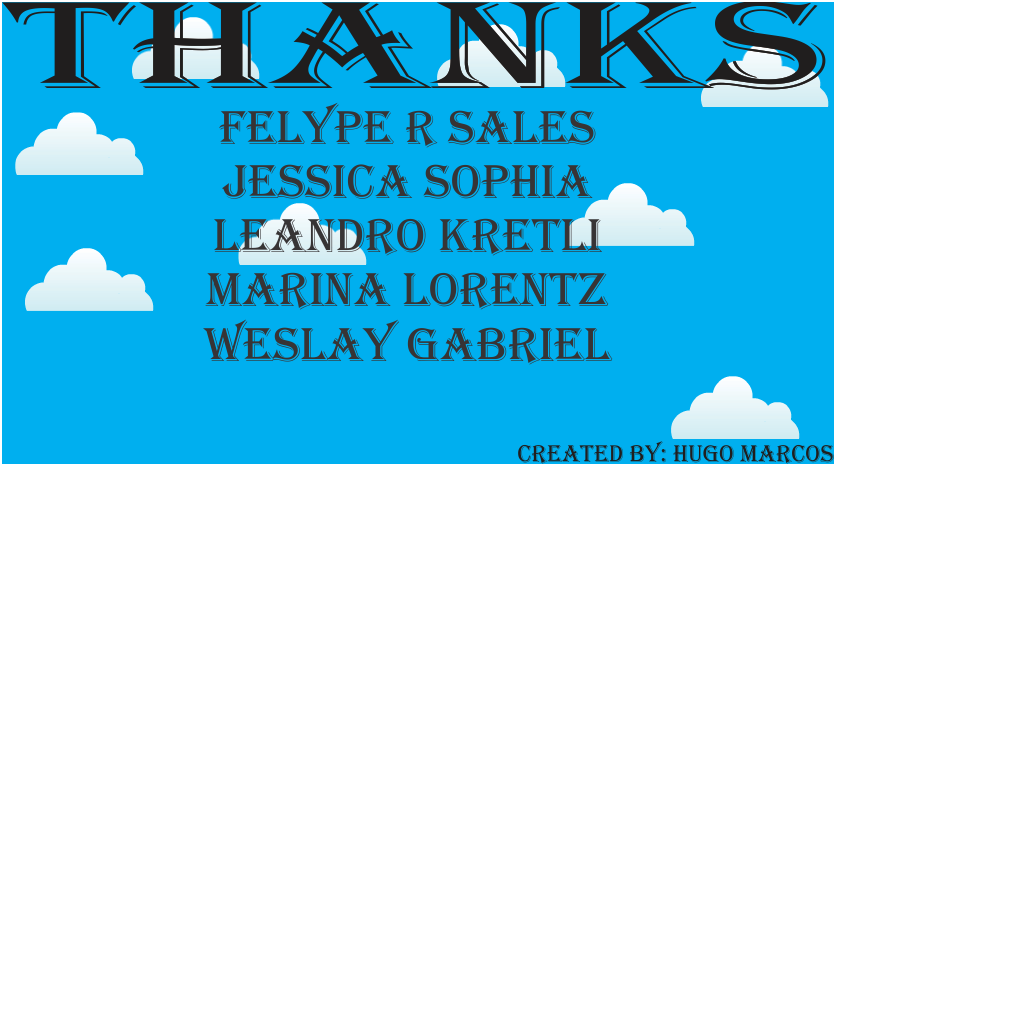 THANKS
FELYPE R SALES
JESSICA SOPHIA
LEANDRO KRETLI
MARINA LORENTZ
WESLAY GABRIEL
CREATED BY: HUGO MARCOS